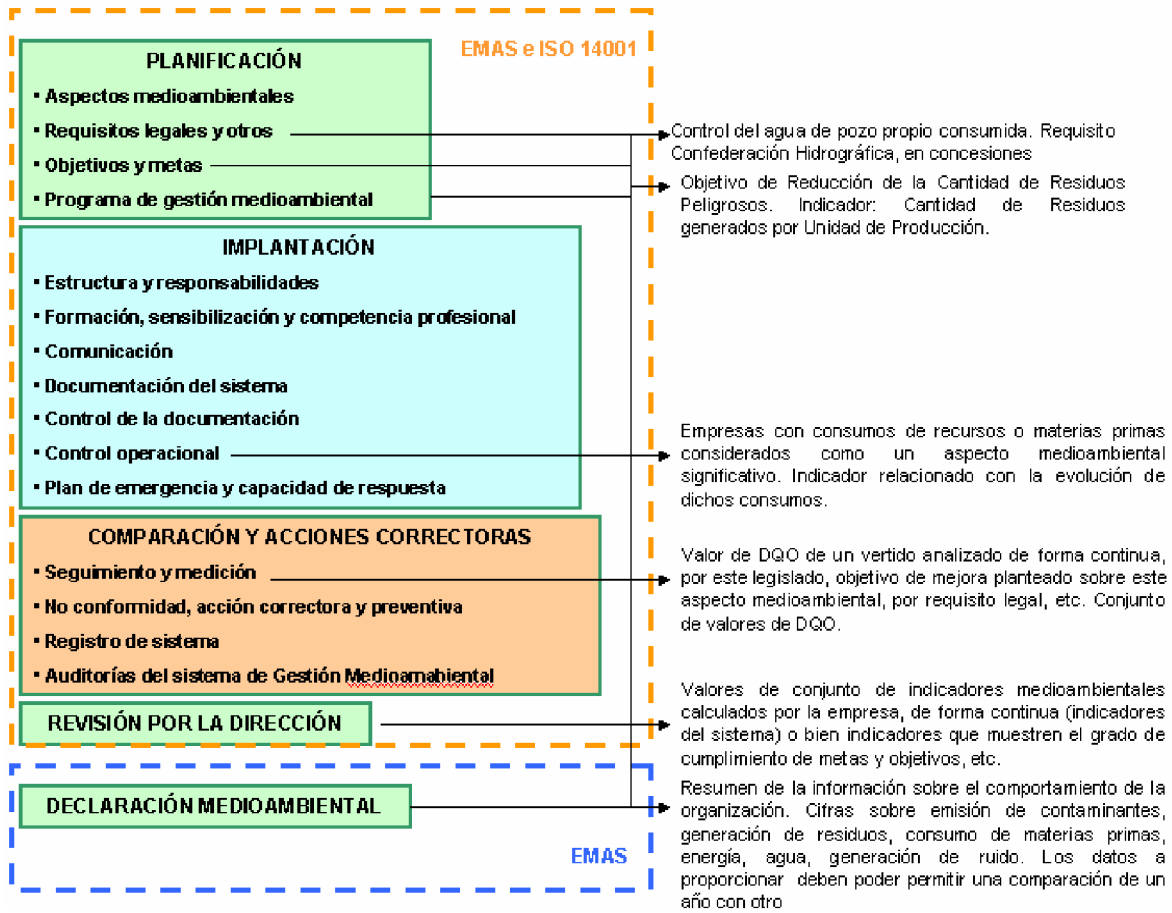 EMAS e ISO 14001
PLANIFICACIÓN
▪ Aspectos medioambientales
▪ Requisitos legales y otros
▪ Objetivos y metas
▪ Programa de gestión medioambiental
Control del agua de pozo propio consumida. Requisito
Confederación Hidrográfica, en concesiones
Objetivo de Reducción de la Cantidad de Residuos
Peligrosos. Indicador: Cantidad de Residuos
generados por Unidad de Producción.
IMPLANTACIÓN
▪ Estructura y responsabilidades
▪ Formación, sensibilización y competencia profesional
▪ Comunicación
▪ Documentación del sistema
▪ Control de la documentación
▪ Control operacional
▪ Plan de emergencia y capacidad de respuesta
Empresas con consumos de recursos o materias primas
considerados como un aspecto medioambiental
significativo. Indicador relacionado con la evolución de
dichos consumos.
COMPARACIÓN Y ACCIONES CORRECTORAS
▪ Seguimiento y medición
▪ No conformidad, acción correctora y preventiva
▪ Registro de sistema
▪ Auditorías del sistema de Gestión Medioamabiental
Valor de DQO de un vertido analizado de forma continua,
por este legislado, objetivo de mejora planteado sobre este
aspecto medioambiental, por requisito legal, etc. Conjunto
de valores de DQO.
REVISIÓN POR LA DIRECCIÓN
Valores de conjunto de indicadores medioambientales
calculados por la empresa, de forma continua (indicadores
del sistema) o bien indicadores que muestren el grado de
cumplimiento de metas y objetivos, etc.
DECLARACIÓN MEDIOAMBIENTAL
EMAS
Resumen de la información sobre el comportamiento de la
organización. Cifras sobre emisión de contaminantes,
generación de residuos, consumo de materias primas,
energía, agua, generación de ruido. Los datos a
proporcionar deben poder permitir una comparación de un
año con otro